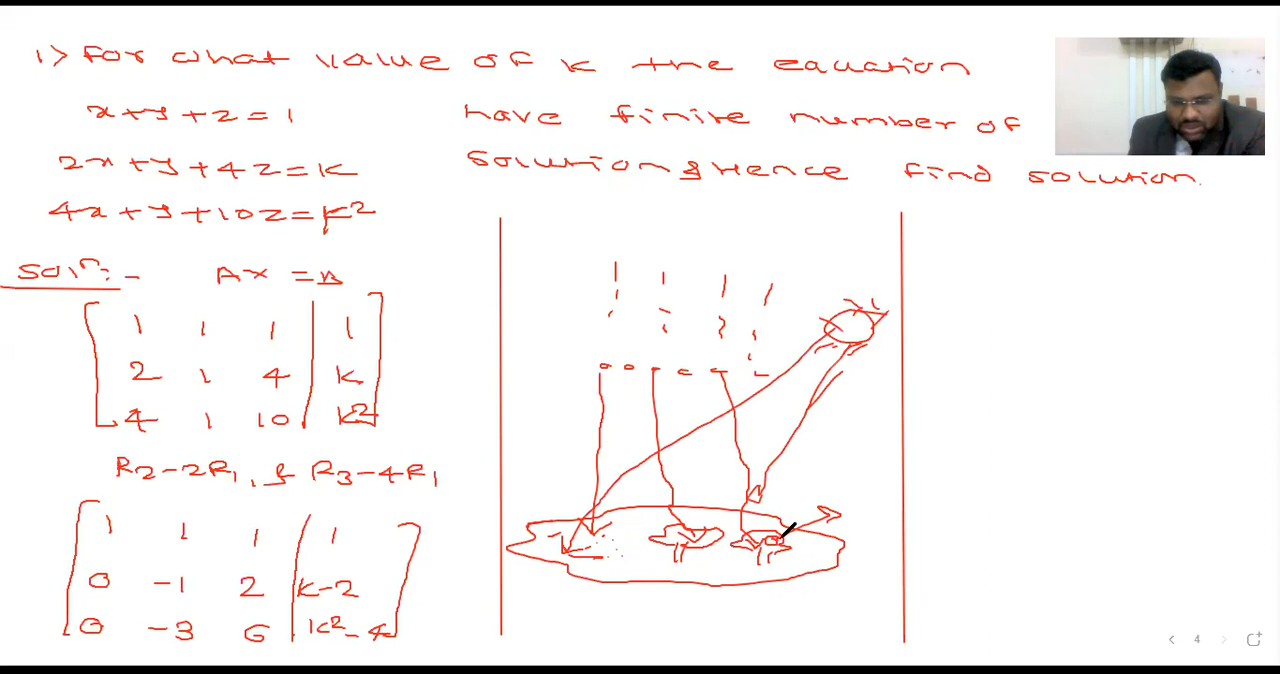 1) For what value of k the equation
x+y+z=1 have finite number of
2x+y+4z=k solution & Hence find solution.
4x+y+10z=k²
Solⁿ:- AX=B
1 1 1 | 1
2 1 4 | k
4 1 10 | k²
R2-2R1, & R3-4R1
1 1 1 | 1
0 -1 2 | k-2
0 -3 6 | k²-4
4